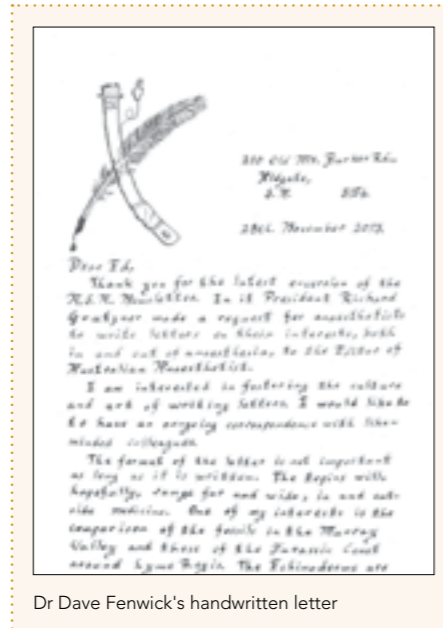 28th November 2013.
Dear Ed,
Thank you for the latest excursion of the
Newsletter. In it President Richard
Gratzner made a request for anaesthetists
to write letters on their interests, both
in and out of anaesthesia, to the Editor of
Australian Anaesthetist.
I am interested in fostering the culture
and art of writing letters. I would like to
to have an ongoing correspondence with like
minded colleagues.
The format of the letter is not important
as long as it is written. The topics will
hopefully, range far and wide, in and out-
side medicine. One of my interests is the
comparison of the fossils in the Murray
Valley and those of the Jurassic Coast
around Lyme Regis. The Echinoderms are
Dr Dave Fenwick's handwritten letter